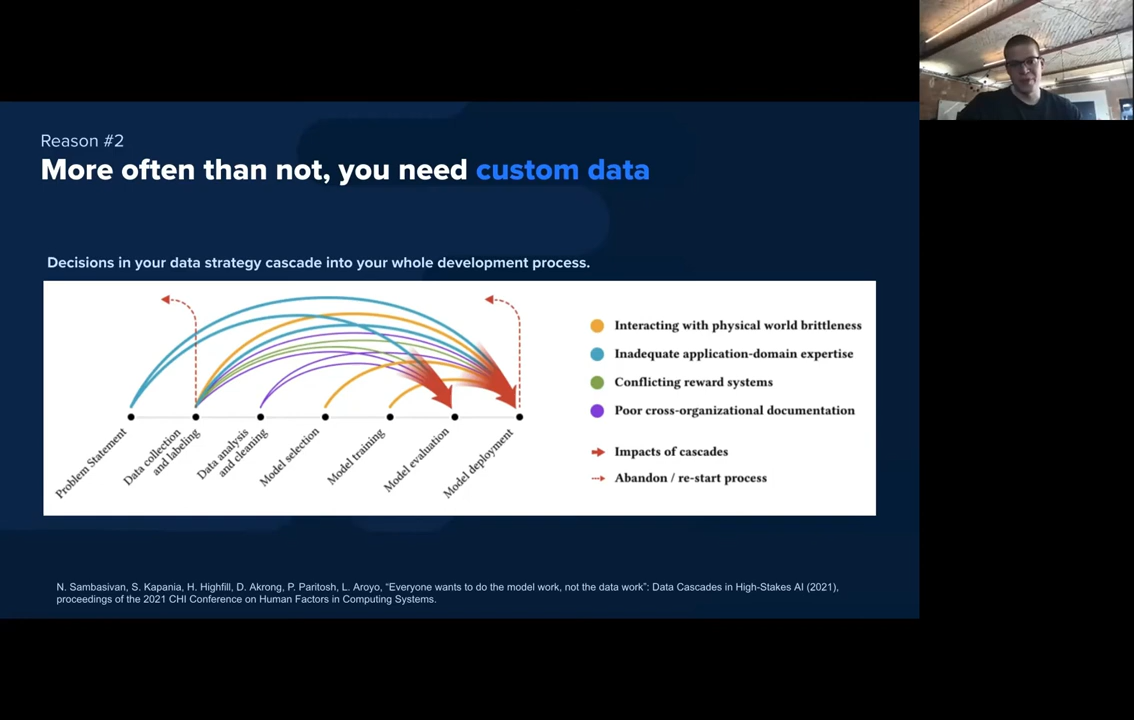 Reason #2
More often than not, you need custom data
Decisions in your data strategy cascade into your whole development process.
Interacting with physical world brittleness
Inadequate application-domain expertise
Conflicting reward systems
Poor cross-organizational documentation
Impacts of cascades
Abandon / re-start process
Problem Statement
Data collection
and labeling
Data analysis
and cleaning
Model selection
Model training
Model evaluation
Model deployment
N. Sambasivan, S. Kapania, H. Highfill, D. Akrong, P. Paritosh, L. Aroyo, “Everyone wants to do the model work, not the data work”: Data Cascades in High-Stakes AI (2021),
proceedings of the 2021 CHI Conference on Human Factors in Computing Systems.